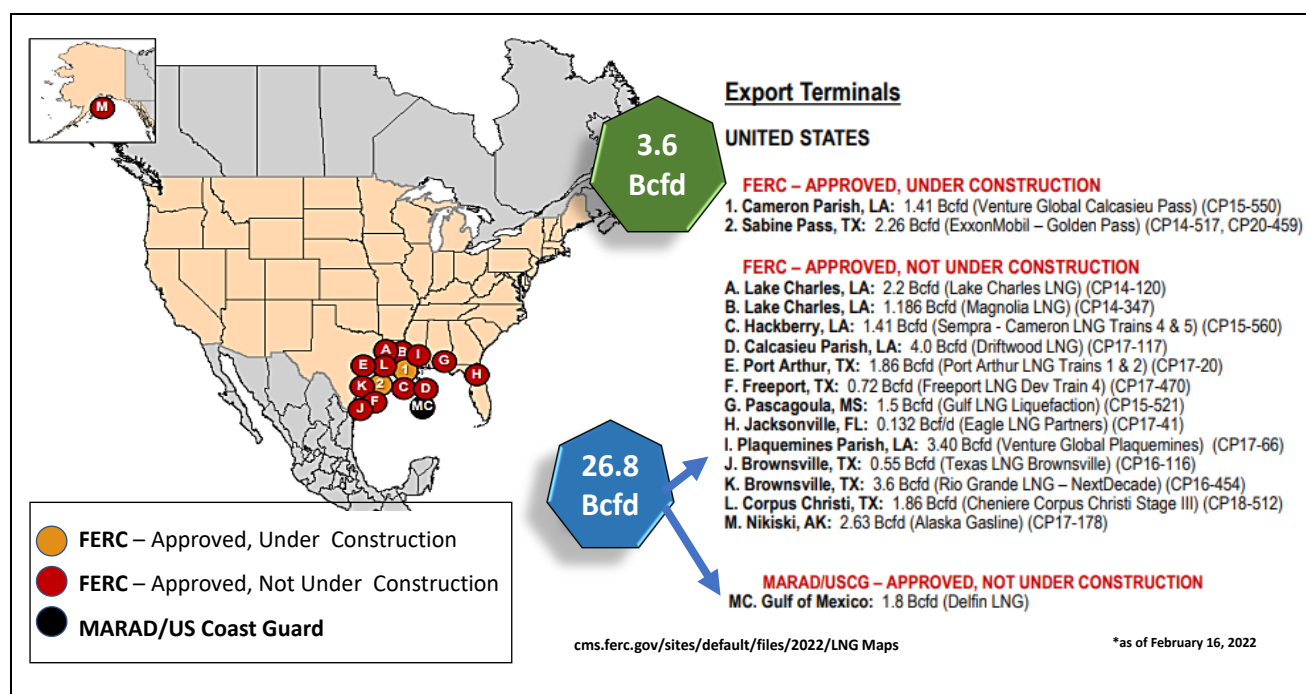 M
3.6
Bcfd
Export Terminals
UNITED STATES
FERC – APPROVED, UNDER CONSTRUCTION
1. Cameron Parish, LA: 1.41 Bcfd (Venture Global Calcasieu Pass) (CP15-550)
2. Sabine Pass, TX: 2.26 Bcfd (ExxonMobil – Golden Pass) (CP14-517, CP20-459)
FERC – APPROVED, NOT UNDER CONSTRUCTION
A. Lake Charles, LA: 2.2 Bcfd (Lake Charles LNG) (CP14-120)
B. Lake Charles, LA: 1.186 Bcfd (Magnolia LNG) (CP14-347)
C. Hackberry, LA: 1.41 Bcfd (Sempra - Cameron LNG Trains 4 & 5) (CP15-560)
D. Calcasieu Parish, LA: 4.0 Bcfd (Driftwood LNG) (CP17-117)
E. Port Arthur, TX: 1.86 Bcfd (Port Arthur LNG Trains 1 & 2) (CP17-20)
F. Freeport, TX: 0.72 Bcfd (Freeport LNG Dev Train 4) (CP17-470)
G. Pascagoula, MS: 1.5 Bcfd (Gulf LNG Liquefaction) (CP15-521)
H. Jacksonville, FL: 0.132 Bcf/d (Eagle LNG Partners) (CP17-41)
I. Plaquemines Parish, LA: 3.40 Bcfd (Venture Global Plaquemines) (CP17-66)
J. Brownsville, TX: 0.55 Bcfd (Texas LNG Brownsville) (CP16-116)
K. Brownsville, TX: 3.6 Bcfd (Rio Grande LNG – NextDecade) (CP16-454)
L. Corpus Christi, TX: 1.86 Bcfd (Cheniere Corpus Christi Stage III) (CP18-512)
M. Nikiski, AK: 2.63 Bcfd (Alaska Gasline) (CP17-178)
MARAD/USCG – APPROVED, NOT UNDER CONSTRUCTION
MC. Gulf of Mexico: 1.8 Bcfd (Delfin LNG)
A B I
E L 1 G
K 2 C D H
J F MC
26.8
Bcfd
FERC – Approved, Under Construction
FERC – Approved, Not Under Construction
MARAD/US Coast Guard
cms.ferc.gov/sites/default/files/2022/LNG Maps
*as of February 16, 2022